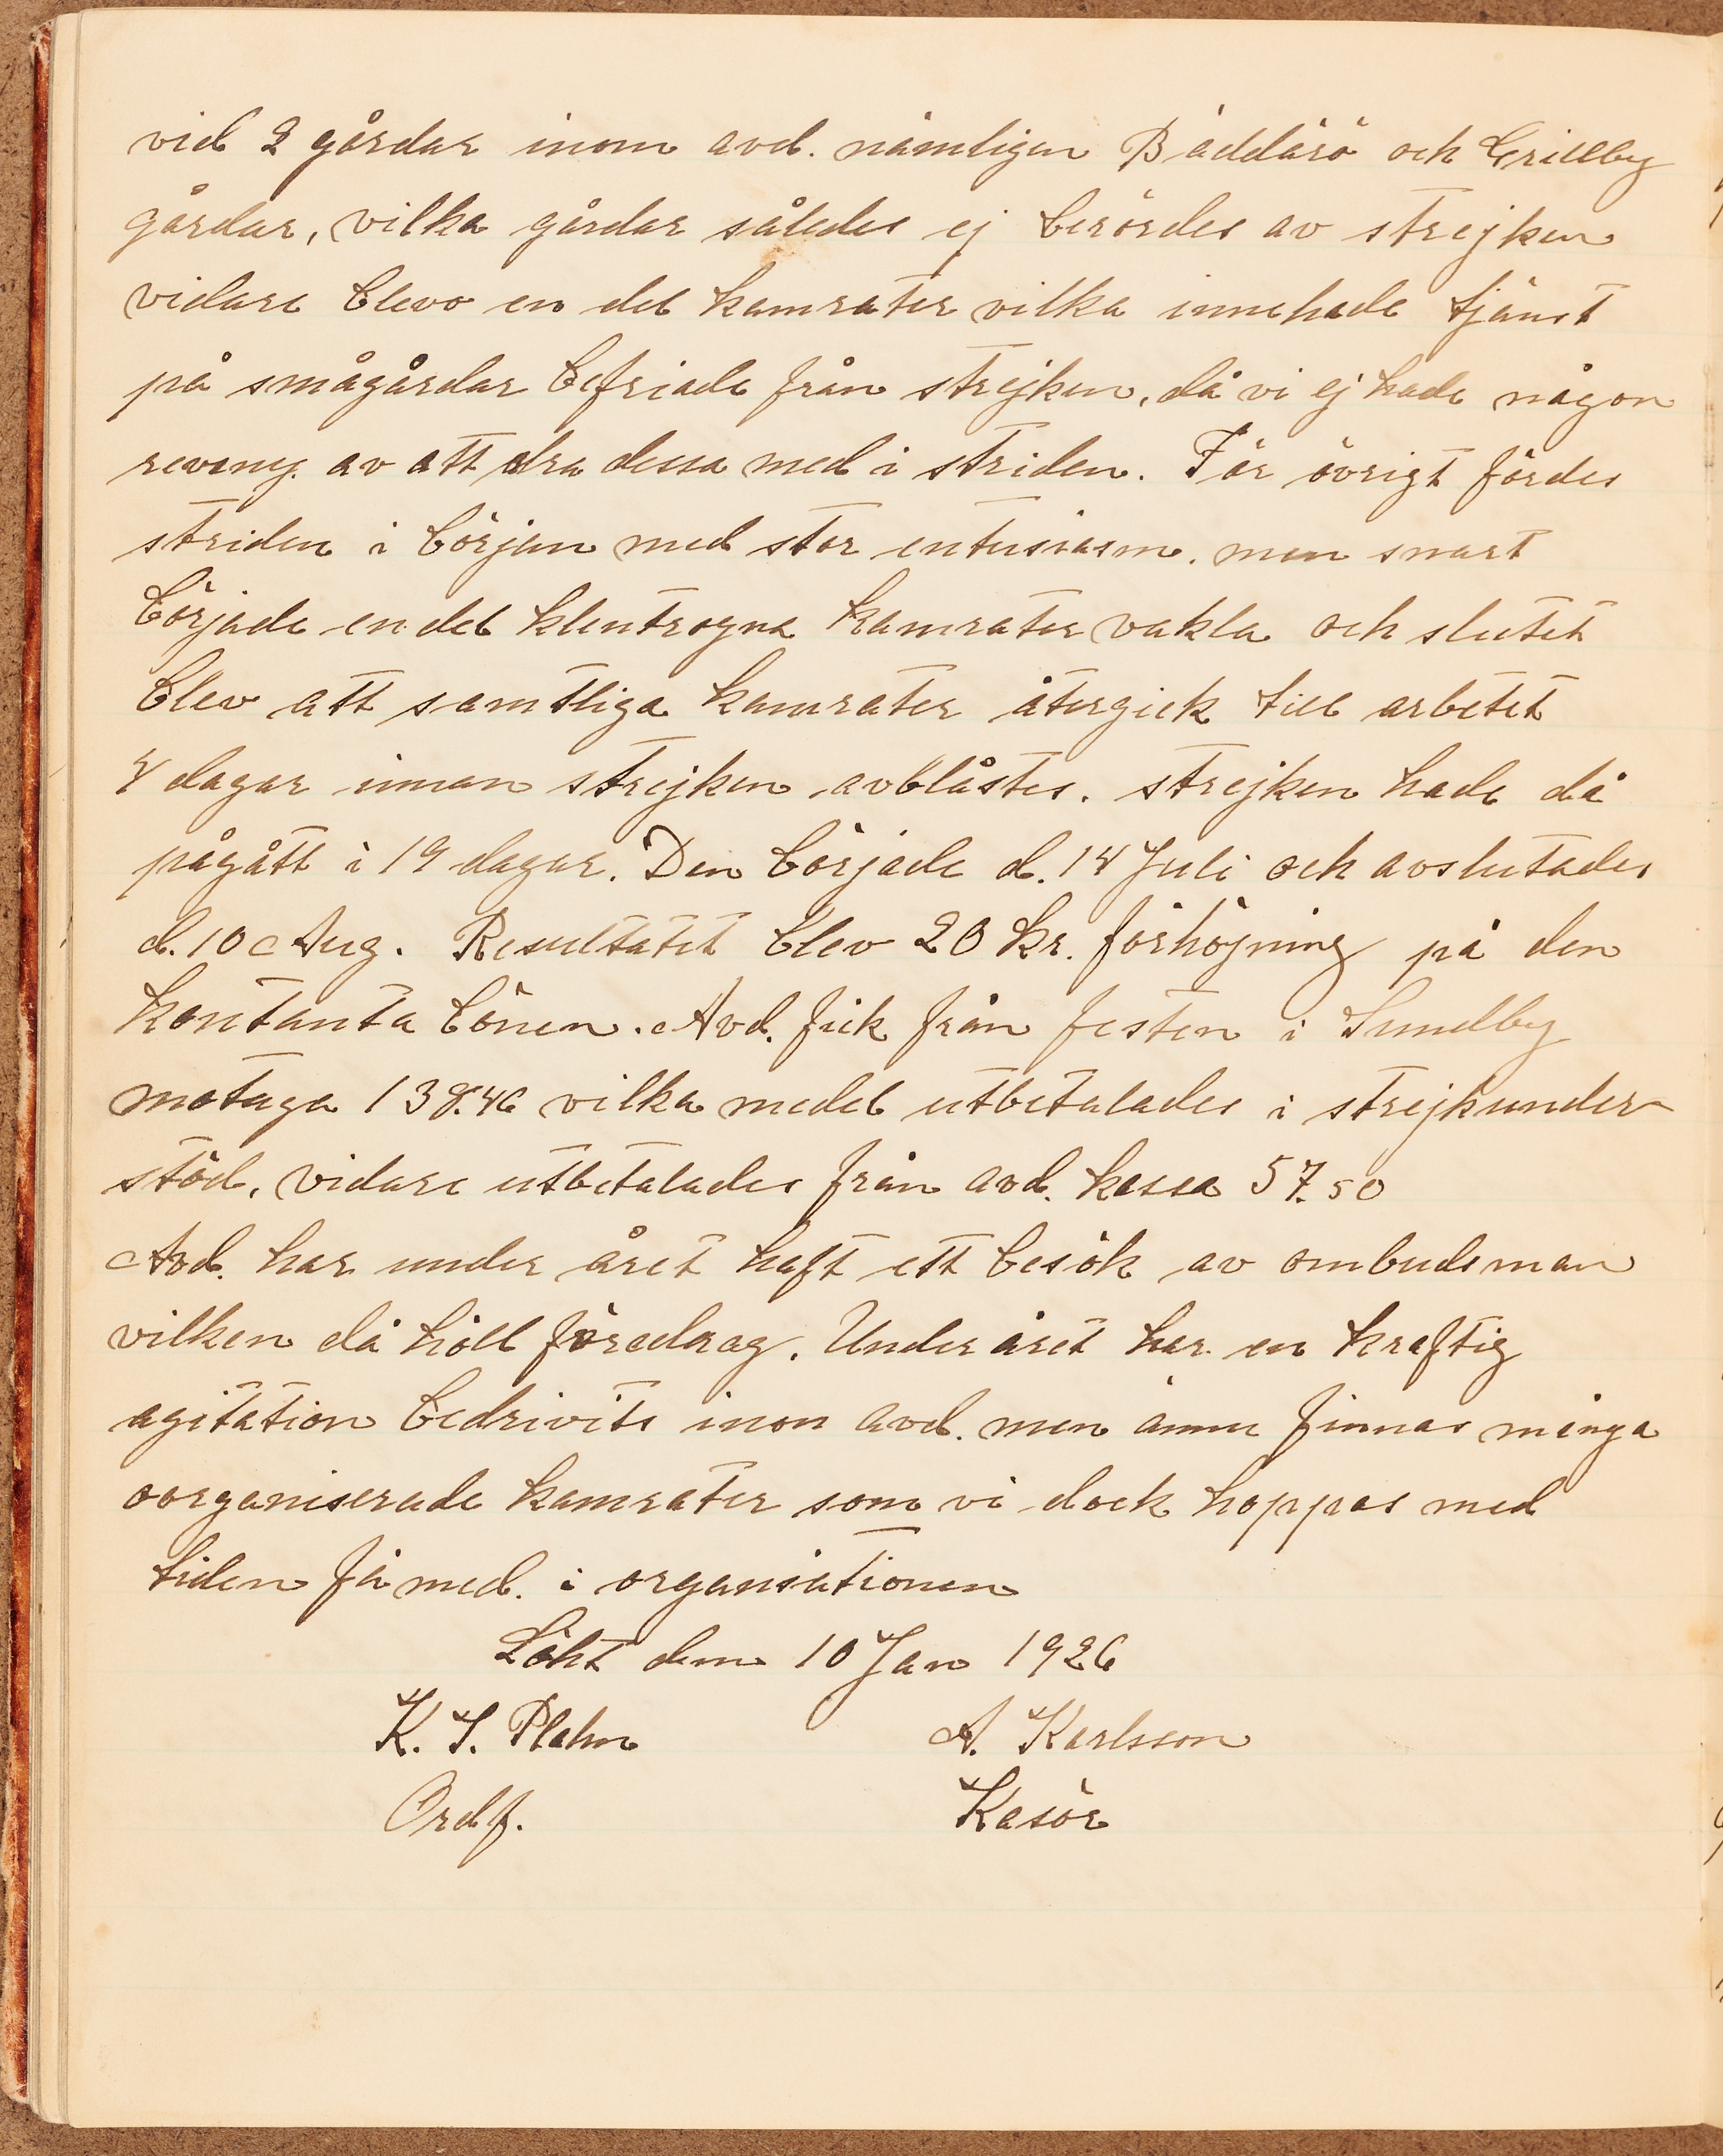 vid 2 gårdar inom avd. nämligen Bäddarö och Grillby
gårdar, vilka gårdar således ej berördes av strejken
vidare blevo en del kamrater vilka innehade tjänst
på smågårdar befriade från strejken, då vi ej hade någon
av att dra dessa med i striden. För övrigt fördes
striden i början med stor entusiasm. men snart
började en del klentrogna kamrater vakla och slutet
blev att samtliga kamrater återgick till arbetet
4 dagar innan strejken avblåstes. strejken hade då
pågått i 19 dagar. Den började d. 14 Juli och avslutades
d. 10 Aug. Resultatet blev 20 kr. förhöjning på den
kontanta lönen. Avd. fick från festen i Sundby
motaga 138.46 vilka medel utbetalades i strejkunder-
stöd, vidare utbetalades från avd. kassa 57.50
Avd. har under året haft ett besök av ombudsman
vilken då höll föredrag. Under året har en kraftig
agitation bedrivits inon avd. men ännu finnas många
oorganiserade kamrater som vi dock hoppas med
tiden få med. i organisationen
Löht den 10 Jan 1926
K. J. Plahn A. Karlsson
Ordf. Kasör